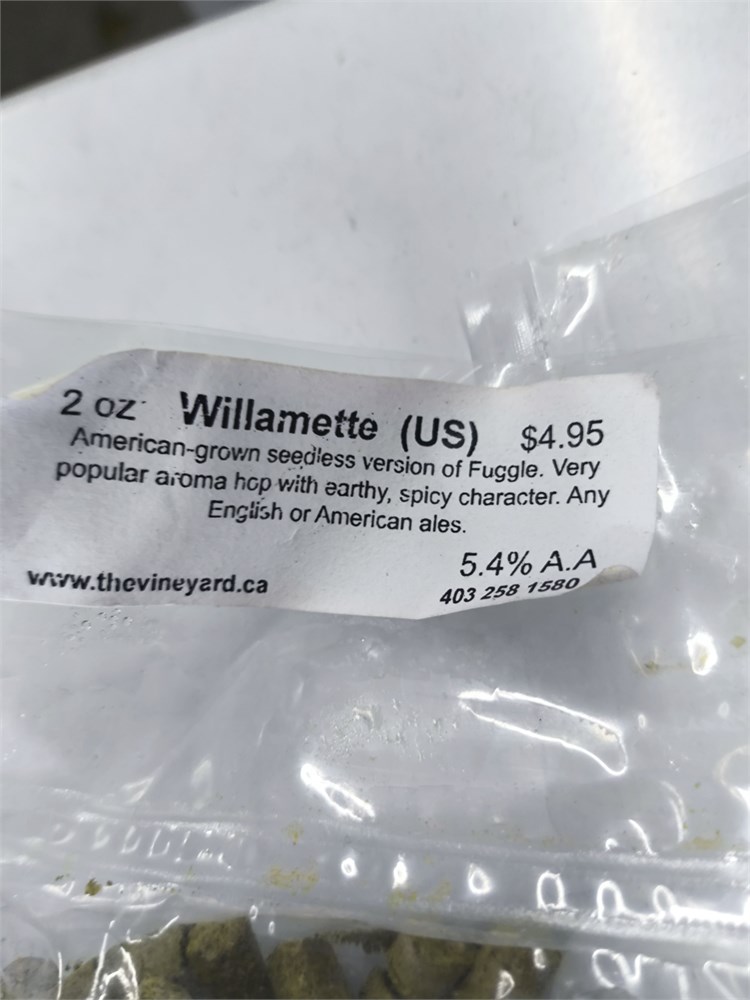 2 oz Willamette (US) $4.95
American-grown seedless version of Fuggle. Very
popular aroma hop with earthy, spicy character. Any
English or American ales.
5.4% A.A
www.thevineyard.ca
403 258 1580